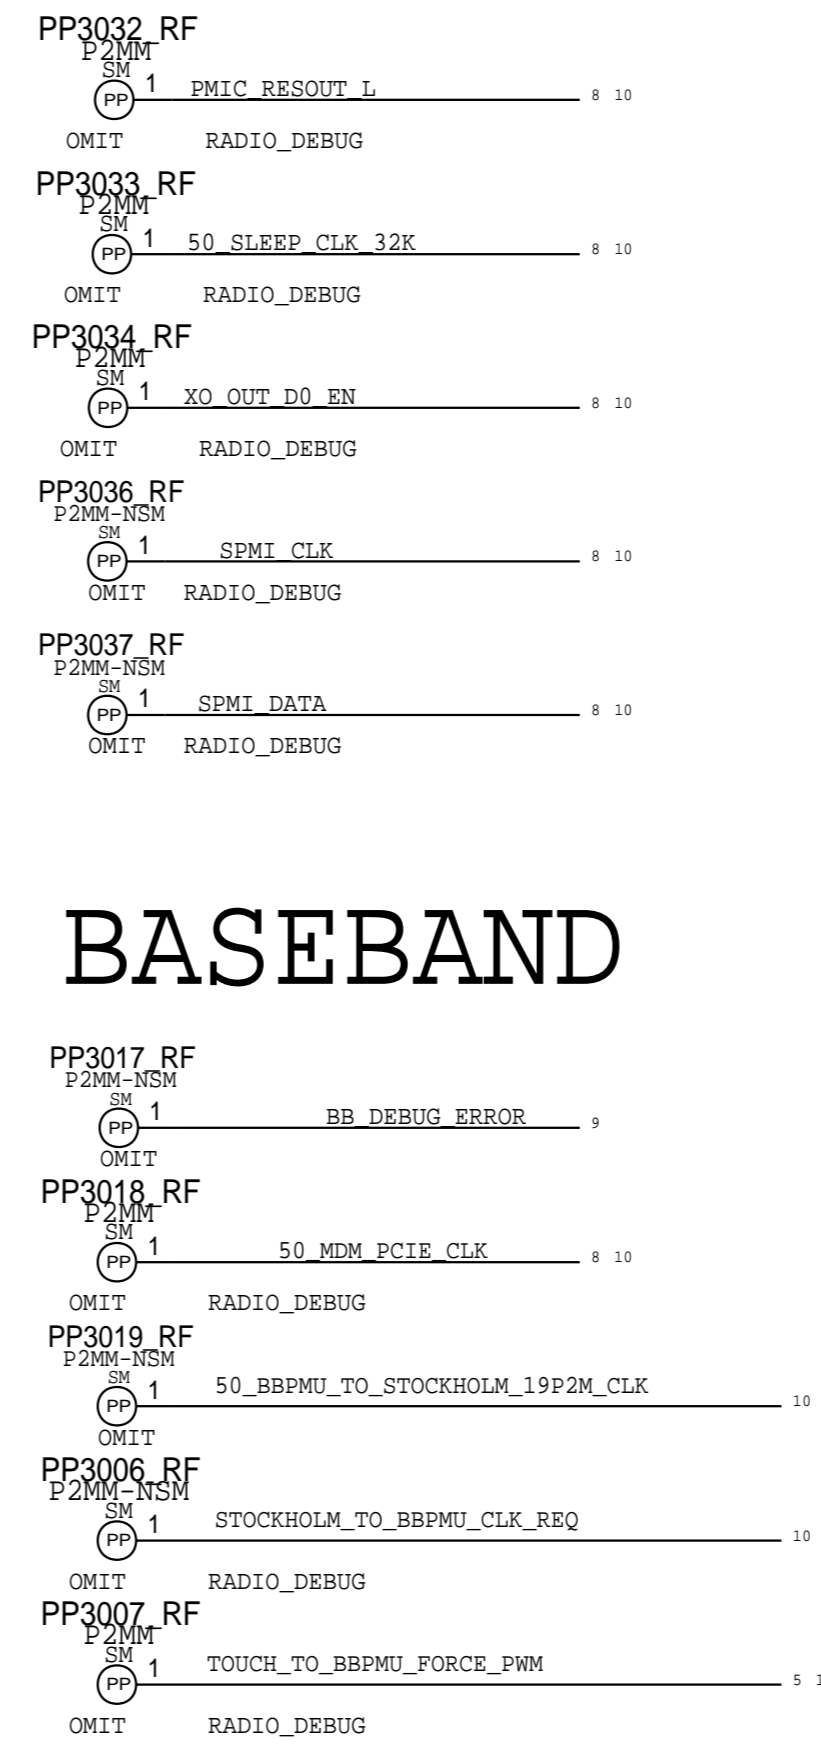 PP3032_RF
P2MM
SM
PP 1 PMIC_RESOUT_L 8 10
OMIT RADIO_DEBUG
PP3033_RF
P2MM
SM
PP 1 50_SLEEP_CLK_32K 8 10
OMIT RADIO_DEBUG
PP3034_RF
P2MM
SM
PP 1 XO_OUT_D0_EN 8 10
OMIT RADIO_DEBUG
PP3036_RF
P2MM-NSM
SM
PP 1 SPMI_CLK 8 10
OMIT RADIO_DEBUG
PP3037_RF
P2MM-NSM
SM
PP 1 SPMI_DATA 8 10
OMIT RADIO_DEBUG
BASEBAND
PP3017_RF
P2MM-NSM
SM
PP 1 BB_DEBUG_ERROR 9
OMIT
PP3018_RF
P2MM
SM
PP 1 50_MDM_PCIE_CLK 8 10
OMIT RADIO_DEBUG
PP3019_RF
P2MM-NSM
SM
PP 1 50_BBPMU_TO_STOCKHOLM_19P2M_CLK 10
OMIT
PP3006_RF
P2MM-NSM
SM
PP 1 STOCKHOLM_TO_BBPMU_CLK_REQ 10
OMIT RADIO_DEBUG
PP3007_RF
P2MM
SM
PP 1 TOUCH_TO_BBPMU_FORCE_PWM 5
OMIT RADIO_DEBUG